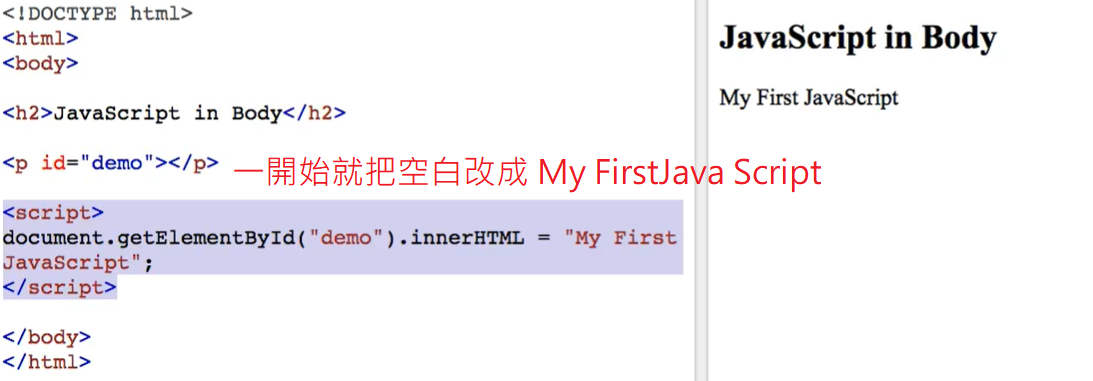 <!DOCTYPE html>
<html>
<body>
<h2>JavaScript in Body</h2>
<p id="demo"></p>
一開始就把空白改成 My FirstJava Script
<script>
document.getElementById("demo").innerHTML = "My First
JavaScript";
</script>
</body>
</html>
JavaScript in Body
My First JavaScript